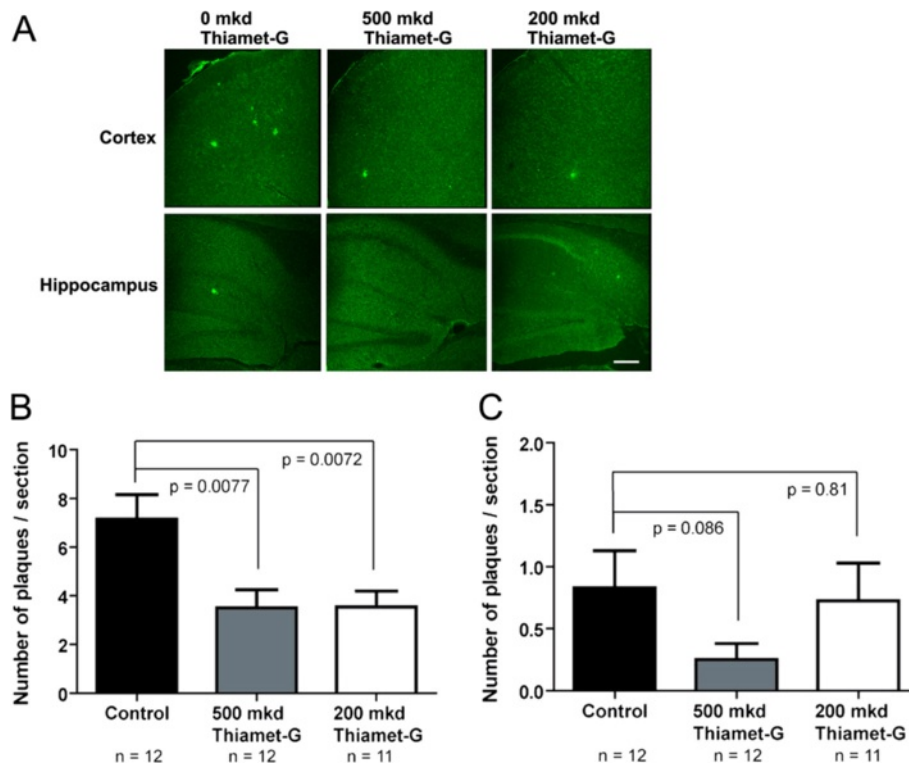 A
0 mkd
Thiamet-G
500 mkd
Thiamet-G
200 mkd
Thiamet-G
Cortex
Hippocampus
B
Number of plaques / section
10
8
6
4
2
0
p = 0.0072
p = 0.0077
Control
500 mkd
Thiamet-G
200 mkd
Thiamet-G
n = 12
n = 12
n = 11
C
Number of plaques / section
2.0
1.5
1.0
0.5
0.0
p = 0.81
p = 0.086
Control
500 mkd
Thiamet-G
200 mkd
Thiamet-G
n = 12
n = 12
n = 11